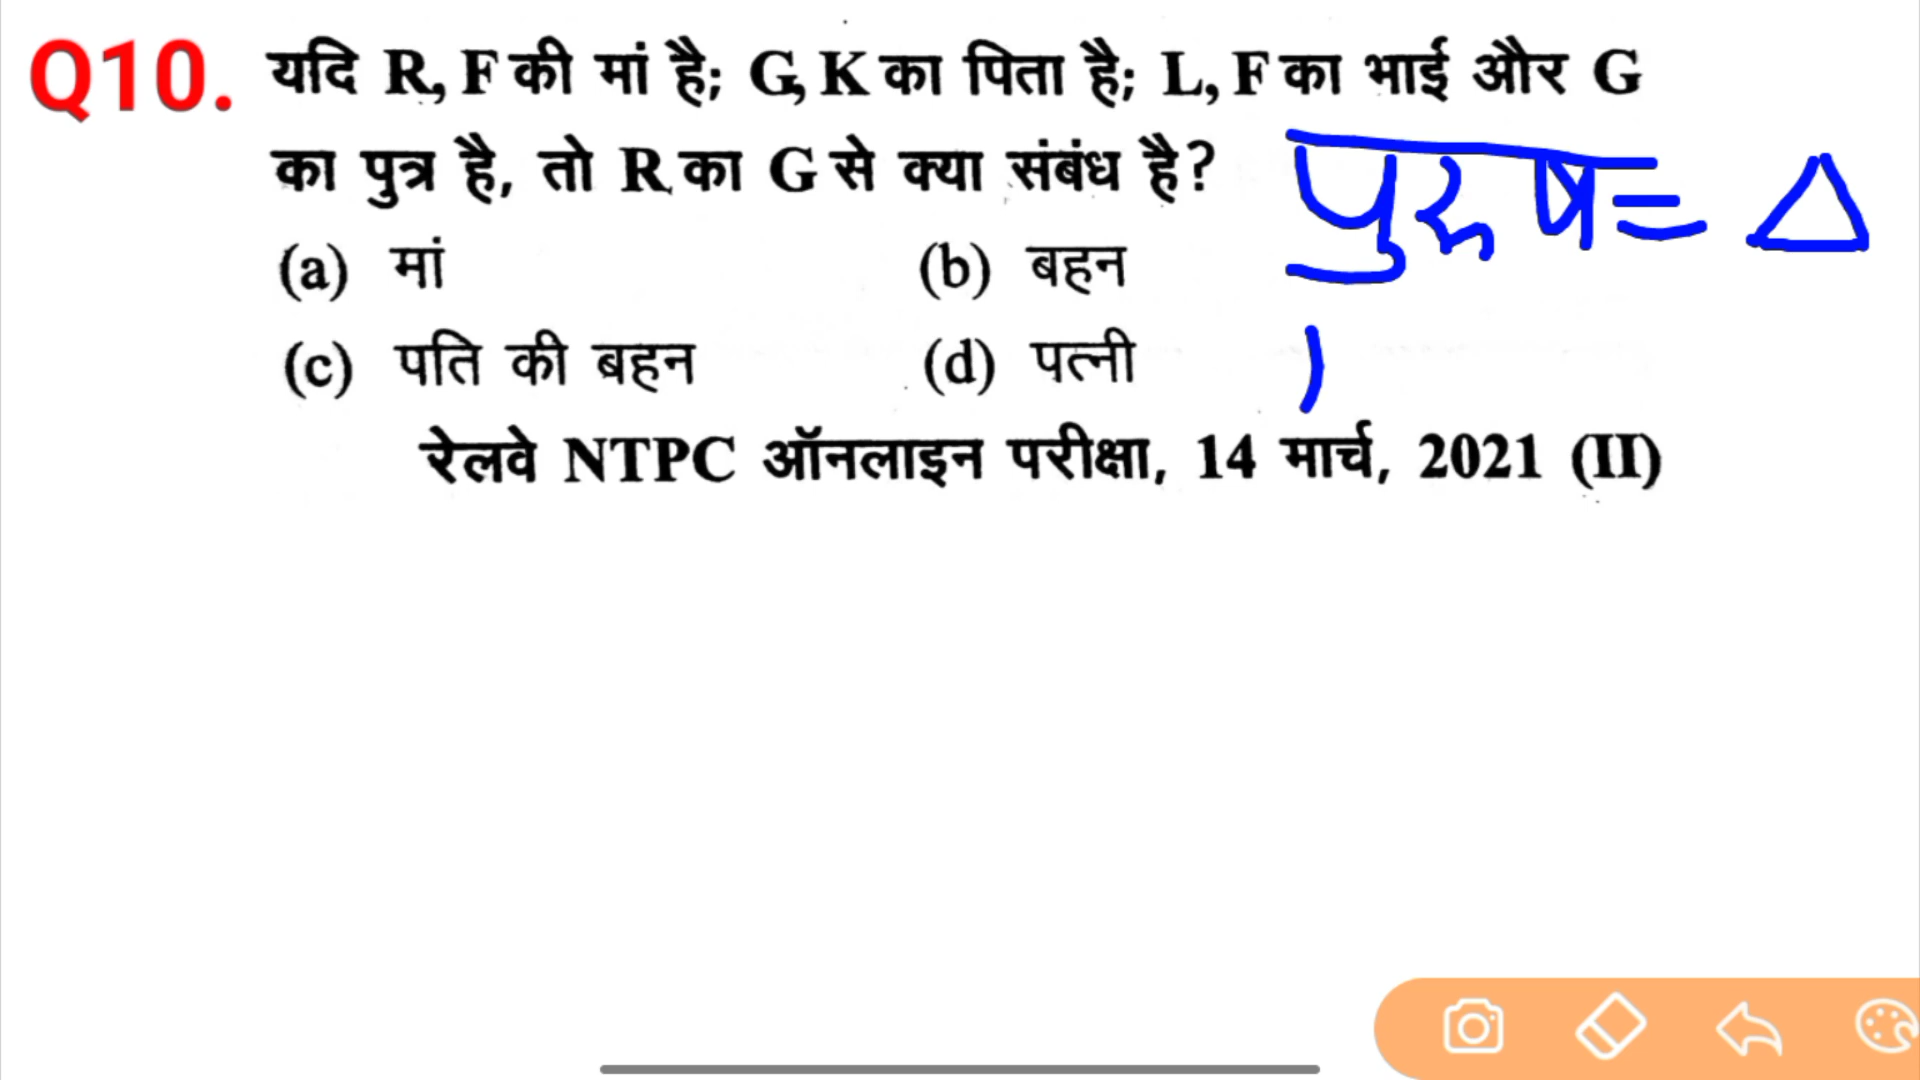 Q10. यदि R, F की मां है; G, K का पिता है; L, F का भाई और G
का पुत्र है, तो R का G से क्या संबंध है?
पुरुष = Δ
(a) मां (b) बहन
(c) पति की बहन (d) पत्नी
रेलवे NTPC ऑनलाइन परीक्षा, 14 मार्च, 2021 (II)